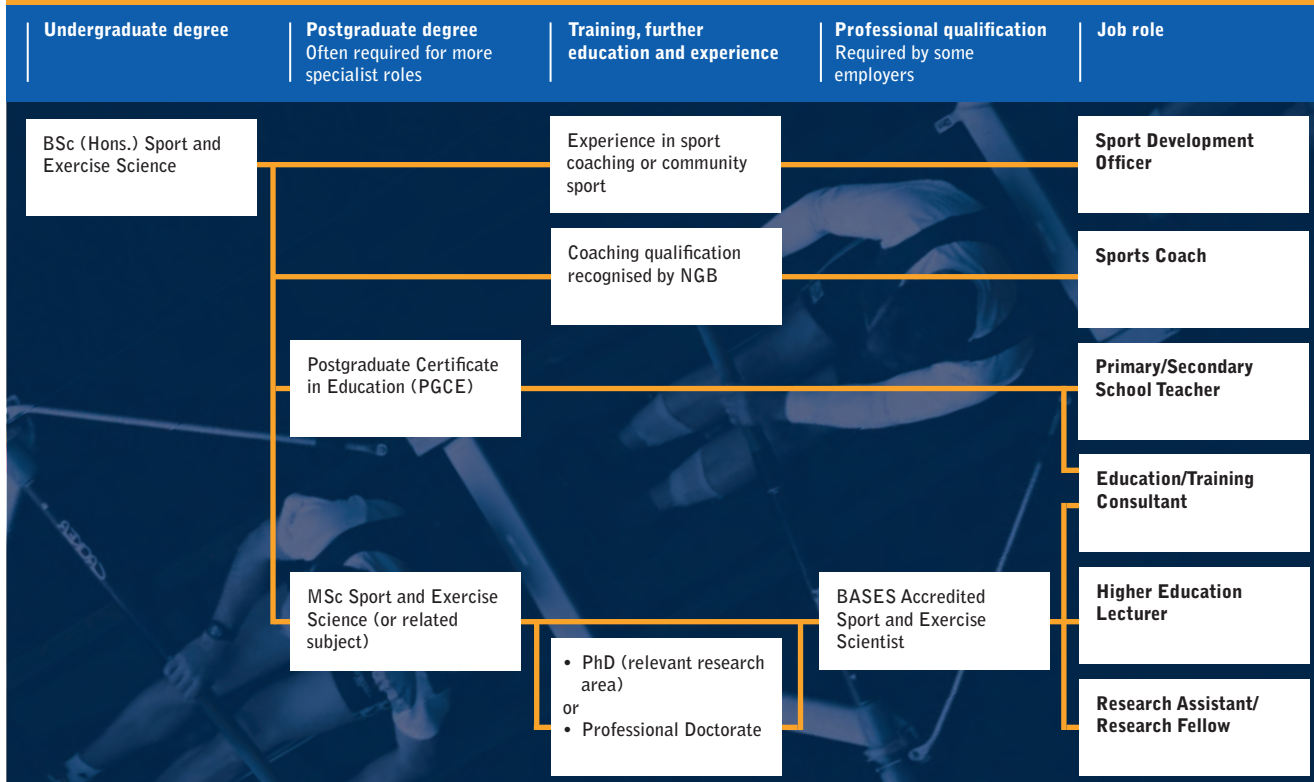 Undergraduate degree
Postgraduate degree
Often required for more
specialist roles
Training, further
education and experience
Professional qualification
Required by some
employers
Job role
BSc (Hons.) Sport and
Exercise Science
Experience in sport
coaching or community
sport
Sport Development
Officer
Coaching qualification
recognised by NGB
Sports Coach
Postgraduate Certificate
in Education (PGCE)
Primary/Secondary
School Teacher
Education/Training
Consultant
MSc Sport and Exercise
Science (or related
subject)
• PhD (relevant research
area)
or
• Professional Doctorate
BASES Accredited
Sport and Exercise
Scientist
Higher Education
Lecturer
Research Assistant/
Research Fellow